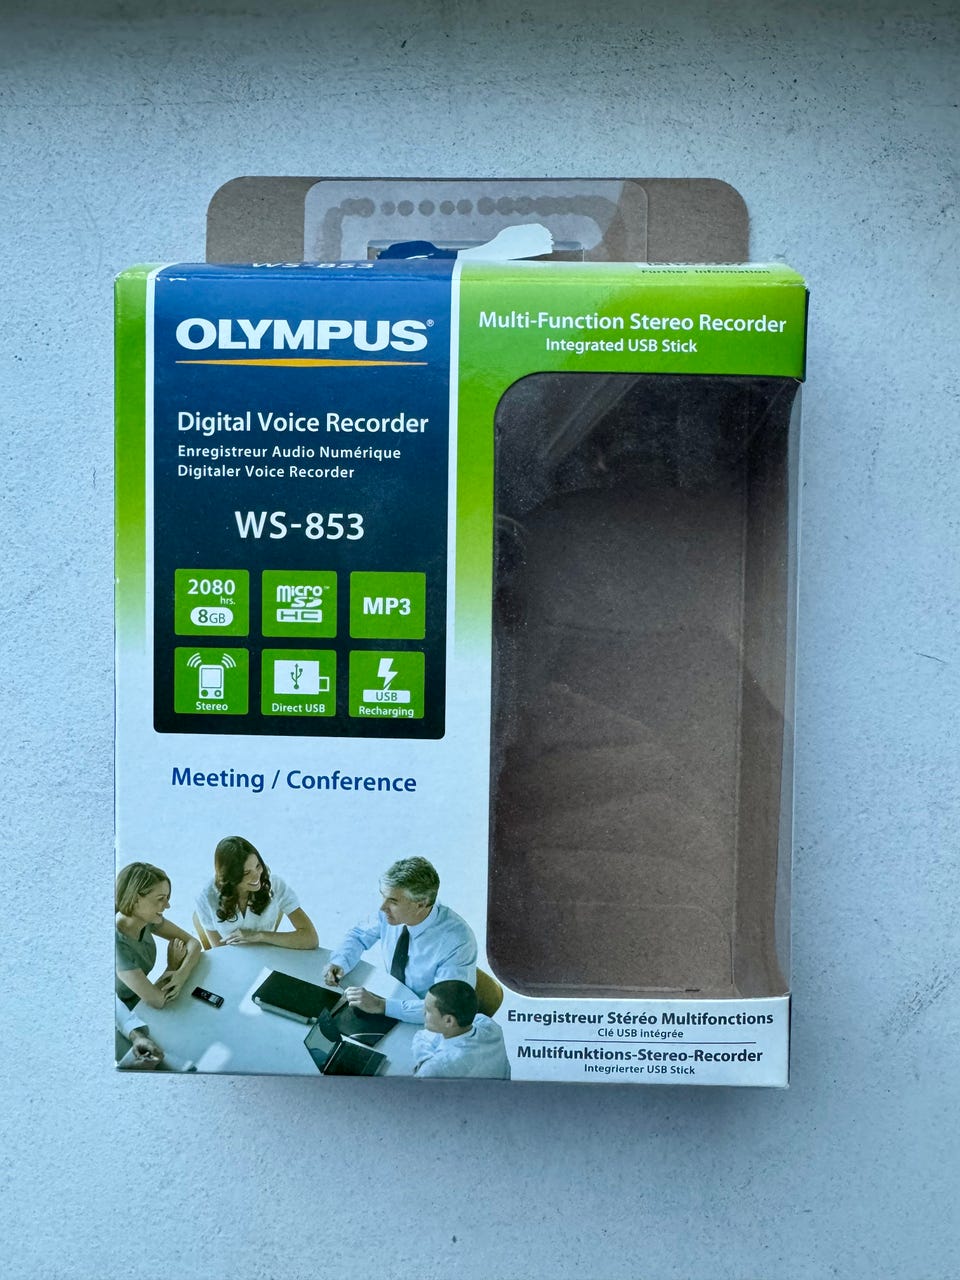 WS-853
Further Information
OLYMPUS®
Multi-Function Stereo Recorder
Integrated USB Stick
Digital Voice Recorder
Enregistreur Audio Numérique
Digitaler Voice Recorder
WS-853
2080
hrs.
8GB
micro™
SD
HC
MP3
Stereo
Direct USB
USB
Recharging
Meeting / Conference
Enregistreur Stéréo Multifonctions
Clé USB intégrée
Multifunktions-Stereo-Recorder
Integrierter USB Stick